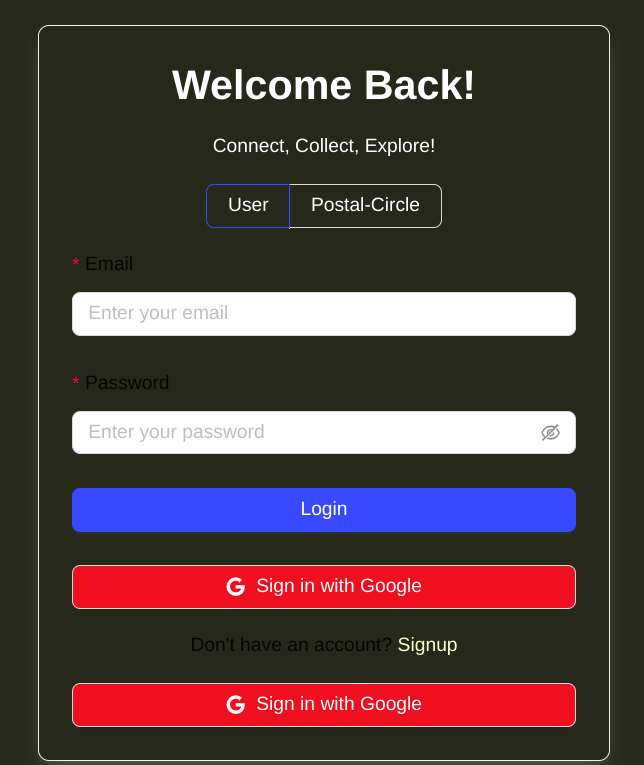 Welcome Back!
Connect, Collect, Explore!
User Postal-Circle
* Email
Enter your email
* Password
Enter your password
Login
Sign in with Google
Don't have an account? Signup
Sign in with Google